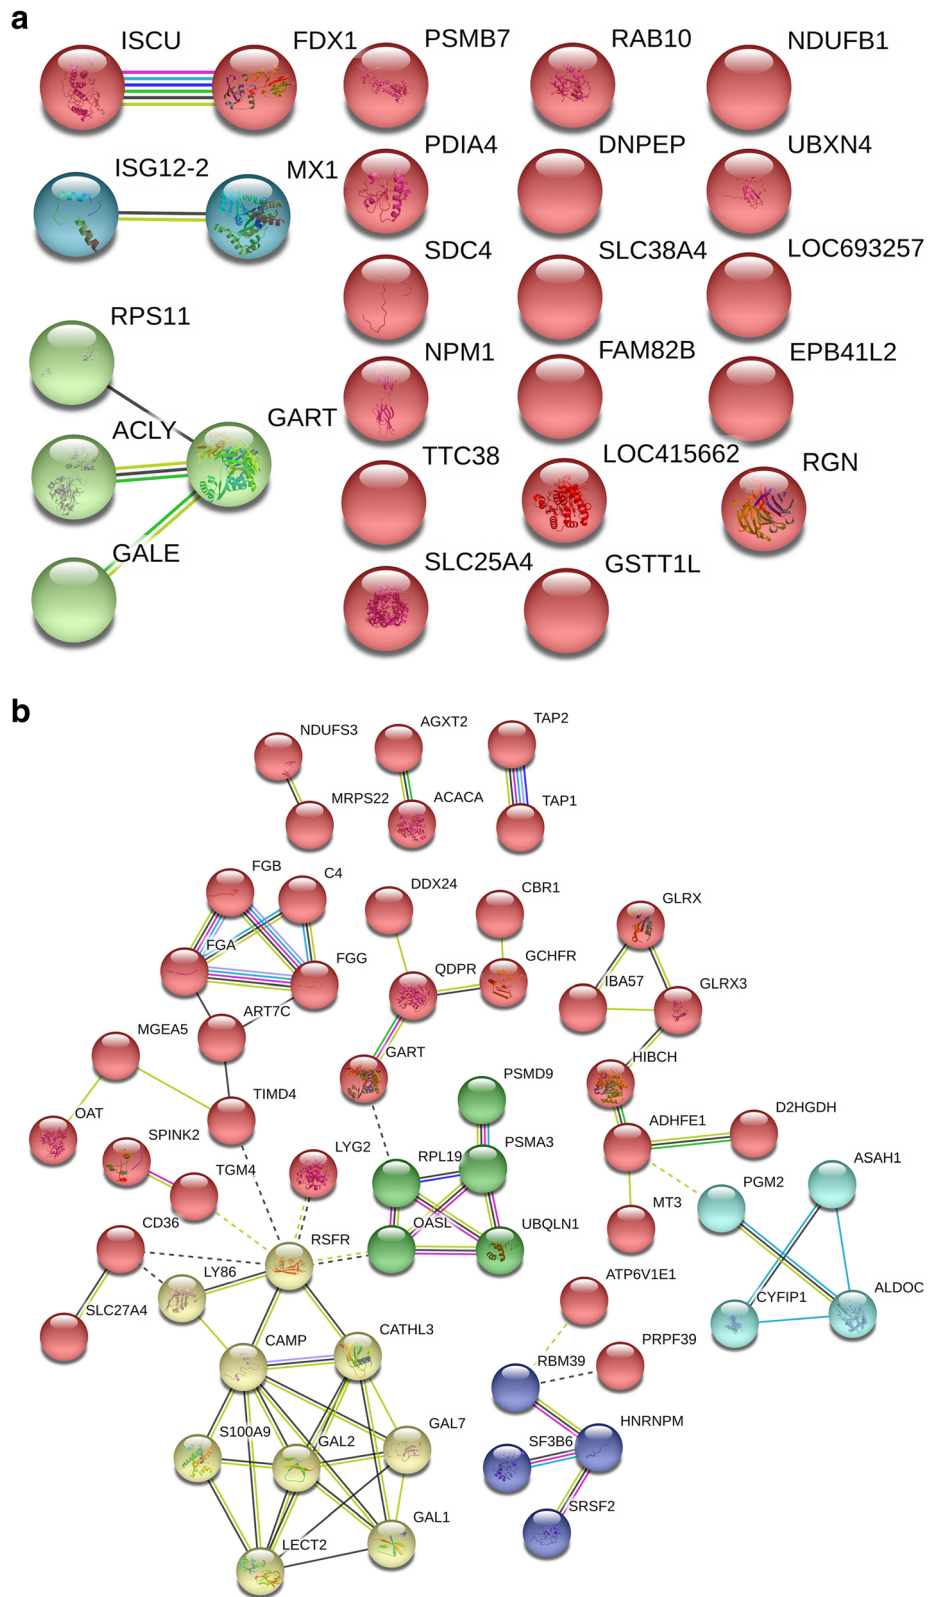 a
ISCU
FDX1
PSMB7
RAB10
NDUFB1
ISG12-2
MX1
PDIA4
DNPEP
UBXN4
SDC4
SLC38A4
LOC693257
RPS11
NPM1
FAM82B
EPB41L2
ACLY
GART
TTC38
LOC415662
RGN
GALE
SLC25A4
GSTT1L
b
NDUFS3
AGXT2
TAP2
MRPS22
ACACA
TAP1
FGB
C4
DDX24
CBR1
GLRX
FGA
FGG
QDPR
GCHFR
IBA57
GLRX3
ART7C
MGEA5
GART
HIBCH
PSMD9
OAT
TIMD4
ADHFE1
D2HGDH
SPINK2
LYG2
RPL19
PSMA3
TGM4
PGM2
ASAH1
MT3
CD36
RSFR
OASL
UBQLN1
LY86
ATP6V1E1
CYFIP1
ALDOC
SLC27A4
CAMP
CATHL3
RBM39
PRPF39
S100A9
GAL2
GAL7
SF3B6
HNRNPM
SRSF2
LECT2
GAL1